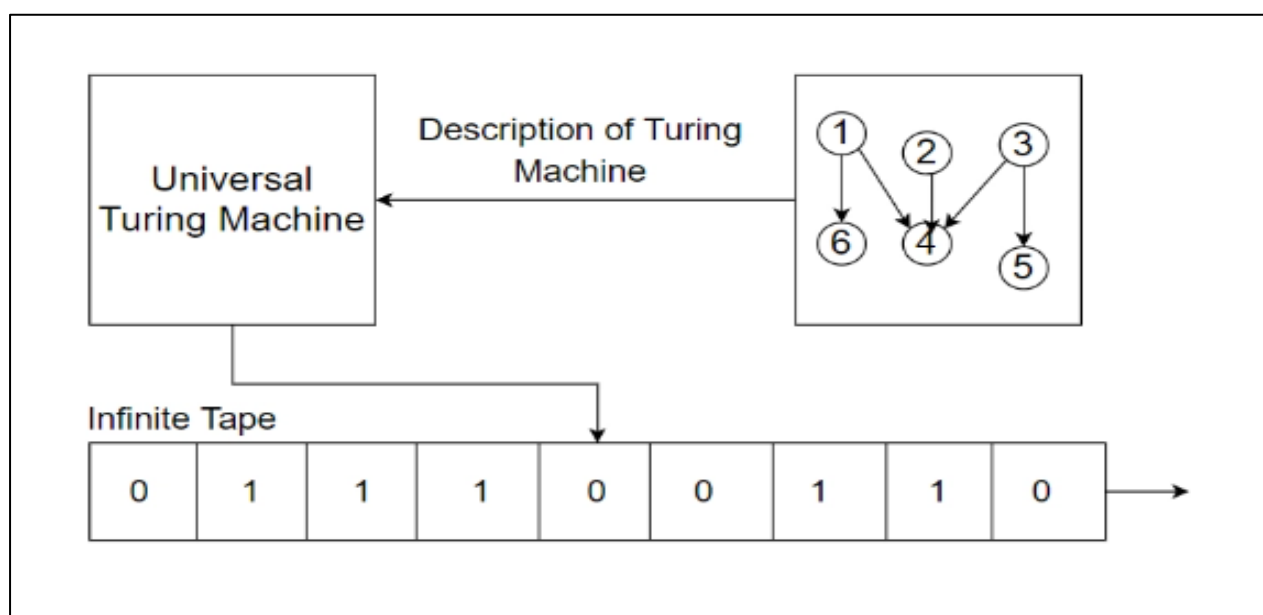 Universal
Turing Machine
Description of Turing
Machine
1 2 3
6 4 5
Infinite Tape
0 1 1 1 0 0 1 1 0